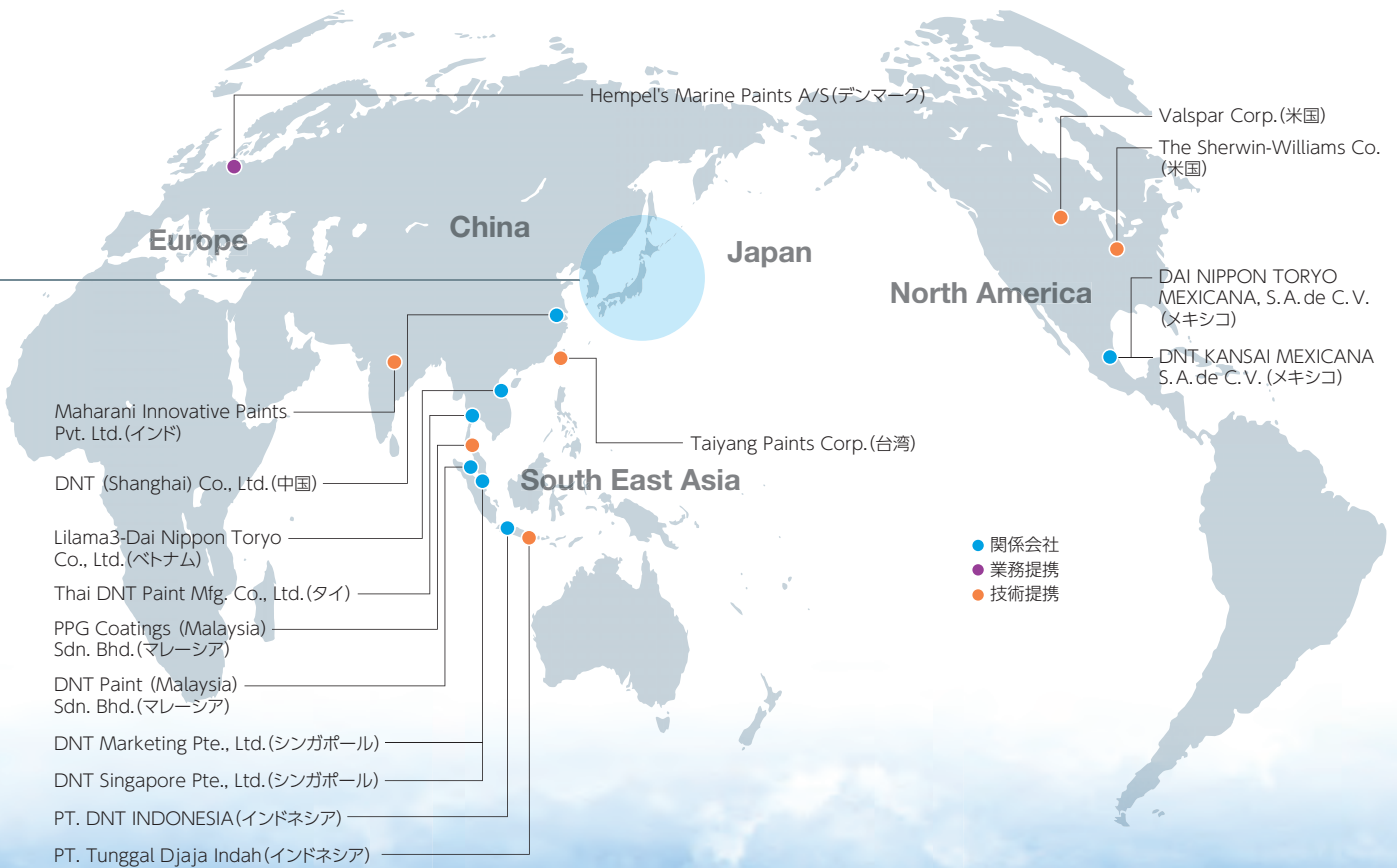 Hempel's Marine Paints A/S(デンマーク)
Valspar Corp.(米国)
The Sherwin-Williams Co.
(米国)
Europe
China
Japan
North America
DAI NIPPON TORYO
MEXICANA, S.A.de C.V.
(メキシコ)
DNT KANSAI MEXICANA
S.A.de C.V.(メキシコ)
Maharani Innovative Paints
Pvt. Ltd.(インド)
Taiyang Paints Corp.(台湾)
DNT (Shanghai) Co., Ltd.(中国)
South East Asia
Lilama3-Dai Nippon Toryo
Co., Ltd.(ベトナム)
Thai DNT Paint Mfg. Co., Ltd.(タイ)
PPG Coatings (Malaysia)
Sdn. Bhd.(マレーシア)
DNT Paint (Malaysia)
Sdn. Bhd.(マレーシア)
DNT Marketing Pte., Ltd.(シンガポール)
DNT Singapore Pte., Ltd.(シンガポール)
PT. DNT INDONESIA(インドネシア)
PT. Tunggal Djaja Indah(インドネシア)
関係会社
業務提携
技術提携